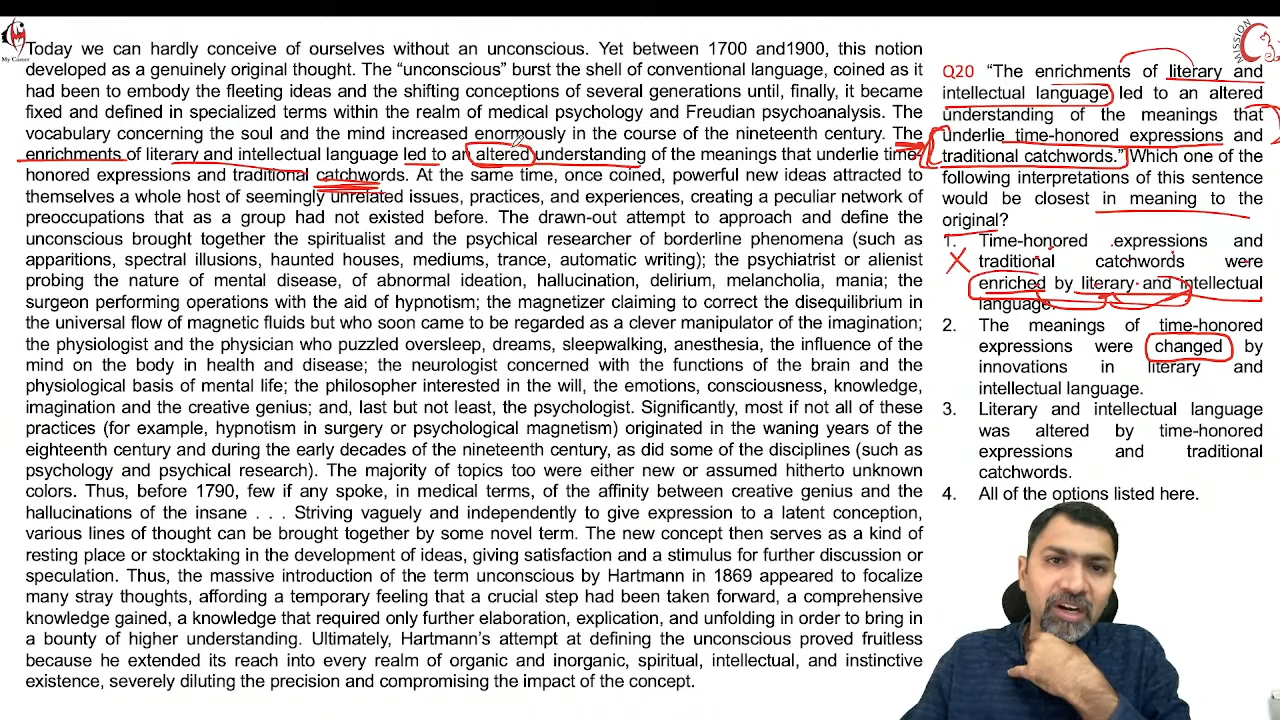 Today we can hardly conceive of ourselves without an unconscious. Yet between 1700 and1900, this notion
developed as a genuinely original thought. The “unconscious” burst the shell of conventional language, coined as it
had been to embody the fleeting ideas and the shifting conceptions of several generations until, finally, it became
fixed and defined in specialized terms within the realm of medical psychology and Freudian psychoanalysis. The
vocabulary concerning the soul and the mind increased enormously in the course of the nineteenth century. The
enrichments of literary and intellectual language led to an altered understanding of the meanings that underlie time-
honored expressions and traditional catchwords. At the same time, once coined, powerful new ideas attracted to
themselves a whole host of seemingly unrelated issues, practices, and experiences, creating a peculiar network of
preoccupations that as a group had not existed before. The drawn-out attempt to approach and define the
unconscious brought together the spiritualist and the psychical researcher of borderline phenomena (such as
apparitions, spectral illusions, haunted houses, mediums, trance, automatic writing); the psychiatrist or alienist
probing the nature of mental disease, of abnormal ideation, hallucination, delirium, melancholia, mania; the
surgeon performing operations with the aid of hypnotism; the magnetizer claiming to correct the disequilibrium in
the universal flow of magnetic fluids but who soon came to be regarded as a clever manipulator of the imagination;
the physiologist and the physician who puzzled oversleep, dreams, sleepwalking, anesthesia, the influence of the
mind on the body in health and disease; the neurologist concerned with the functions of the brain and the
physiological basis of mental life; the philosopher interested in the will, the emotions, consciousness, knowledge,
imagination and the creative genius; and, last but not least, the psychologist. Significantly, most if not all of these
practices (for example, hypnotism in surgery or psychological magnetism) originated in the waning years of the
eighteenth century and during the early decades of the nineteenth century, as did some of the disciplines (such as
psychology and psychical research). The majority of topics too were either new or assumed hitherto unknown
colors. Thus, before 1790, few if any spoke, in medical terms, of the affinity between creative genius and the
hallucinations of the insane . . . Striving vaguely and independently to give expression to a latent conception,
various lines of thought can be brought together by some novel term. The new concept then serves as a kind of
resting place or stocktaking in the development of ideas, giving satisfaction and a stimulus for further discussion or
speculation. Thus, the massive introduction of the term unconscious by Hartmann in 1869 appeared to focalize
many stray thoughts, affording a temporary feeling that a crucial step had been taken forward, a comprehensive
knowledge gained, a knowledge that required only further elaboration, explication, and unfolding in order to bring in
a bounty of higher understanding. Ultimately, Hartmann’s attempt at defining the unconscious proved fruitless
because he extended its reach into every realm of organic and inorganic, spiritual, intellectual, and instinctive
existence, severely diluting the precision and compromising the impact of the concept.
My Career
MISSION
Q20 “The enrichments of literary and
intellectual language led to an altered
understanding of the meanings that
underlie time-honored expressions and
traditional catchwords.” Which one of the
following interpretations of this sentence
would be closest in meaning to the
original?
1. Time-honored expressions and
traditional catchwords were
enriched by literary and intellectual
language.
2. The meanings of time-honored
expressions were changed by
innovations in literary and
intellectual language.
3. Literary and intellectual language
was altered by time-honored
expressions and traditional
catchwords.
4. All of the options listed here.